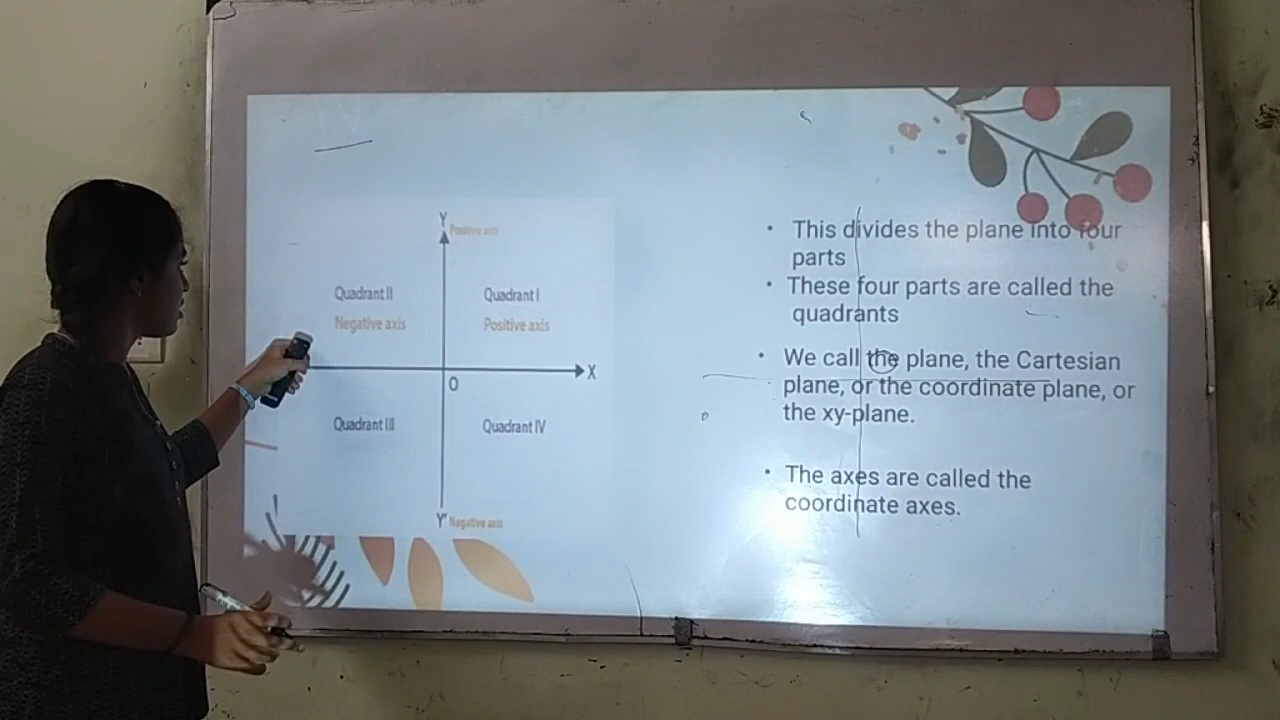 Y
Positive axis
Quadrant II
Quadrant I
Negative axis
Positive axis
X
O
Quadrant III
Quadrant IV
Y' Negative axis
• This divides the plane into four
parts
• These four parts are called the
quadrants
• We call the plane, the Cartesian
plane, or the coordinate plane, or
the xy-plane.
• The axes are called the
coordinate axes.